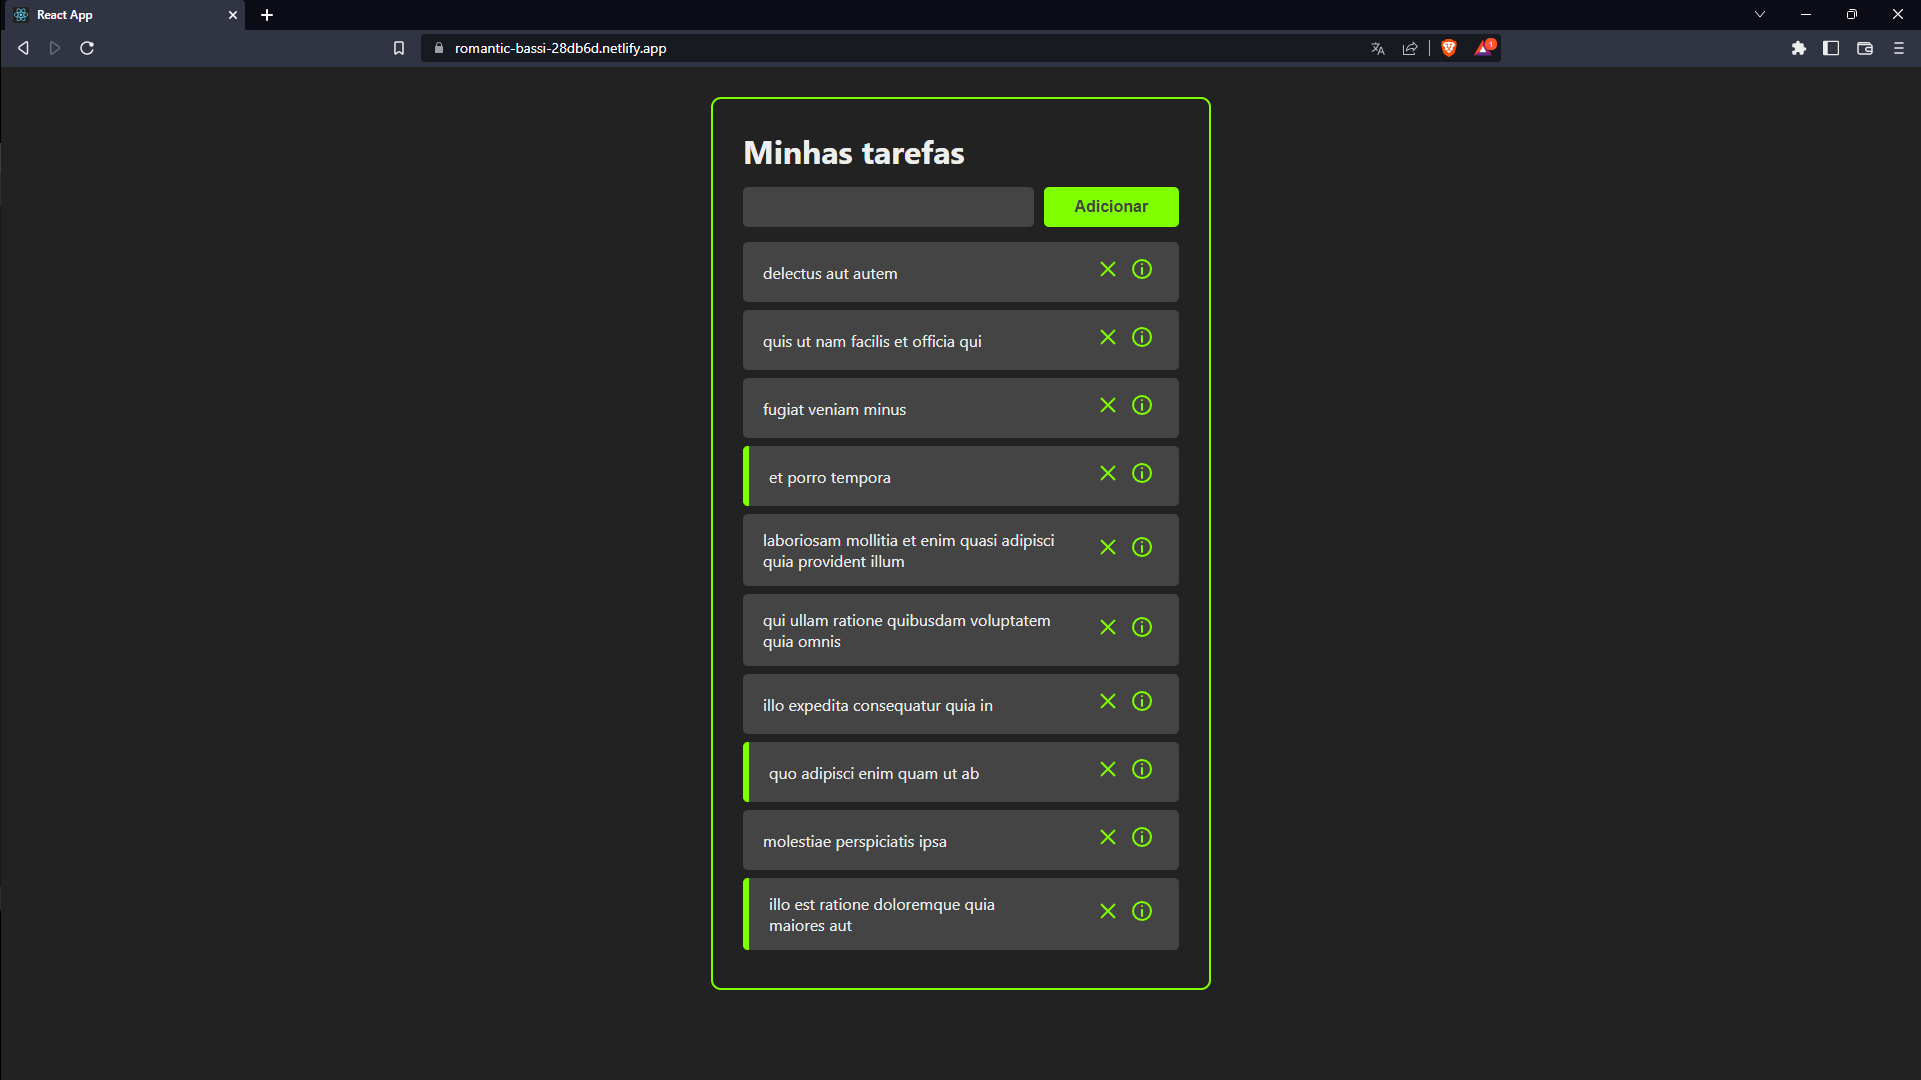 React App
romantic-bassi-28db6d.netlify.app
1
Minhas tarefas
Adicionar
delectus aut autem
quis ut nam facilis et officia qui
fugiat veniam minus
et porro tempora
laboriosam mollitia et enim quasi adipisci
quia provident illum
qui ullam ratione quibusdam voluptatem
quia omnis
illo expedita consequatur quia in
quo adipisci enim quam ut ab
molestiae perspiciatis ipsa
illo est ratione doloremque quia
maiores aut